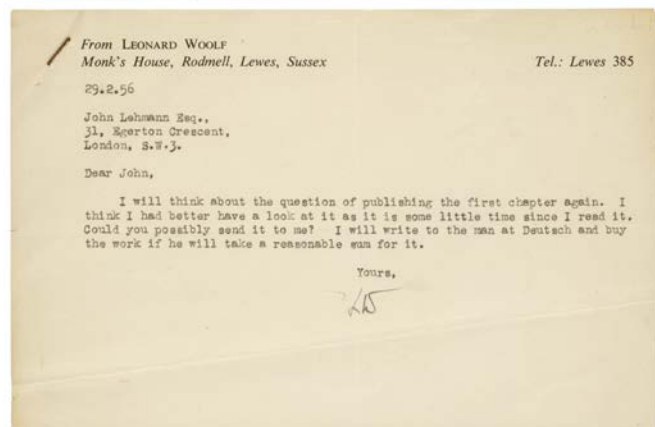 From LEONARD WOOLF
Monk's House, Rodmell, Lewes, Sussex Tel.: Lewes 385
29.2.56
John Lehmann Esq.,
31, Egerton Crescent,
London, S.W.3.
Dear John,
I will think about the question of publishing the first chapter again. I
think I had better have a look at it as it is some little time since I read it.
Could you possibly send it to me? I will write to the man at Deutsch and buy
the work if he will take a reasonable sum for it.
Yours,
LW